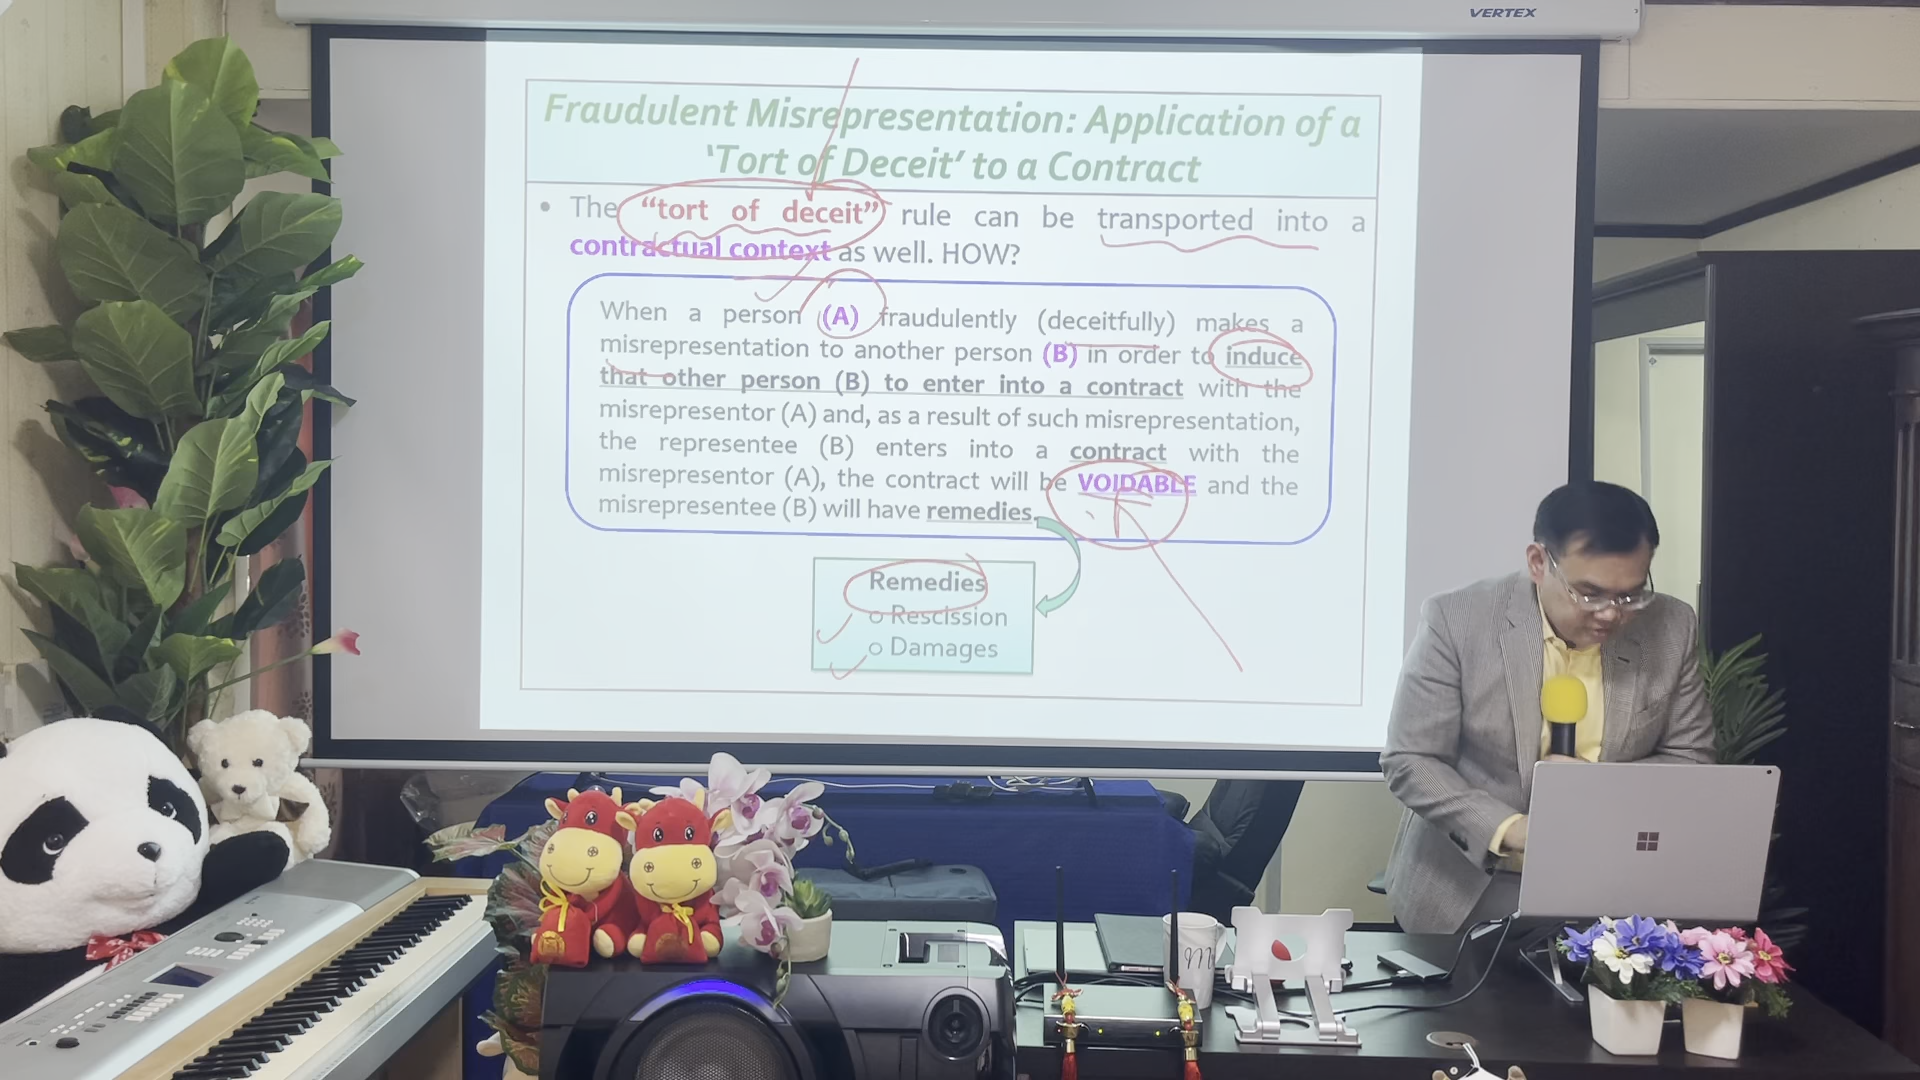 VERTEX
Fraudulent Misrepresentation: Application of a
‘Tort of Deceit’ to a Contract
• The “tort of deceit” rule can be transported into a
contractual context as well. HOW?
When a person (A) fraudulently (deceitfully) makes a
misrepresentation to another person (B) in order to induce
that other person (B) to enter into a contract with the
misrepresentor (A) and, as a result of such misrepresentation,
the representee (B) enters into a contract with the
misrepresentor (A), the contract will be VOIDABLE and the
misrepresentee (B) will have remedies.
Remedies
o Rescission
o Damages